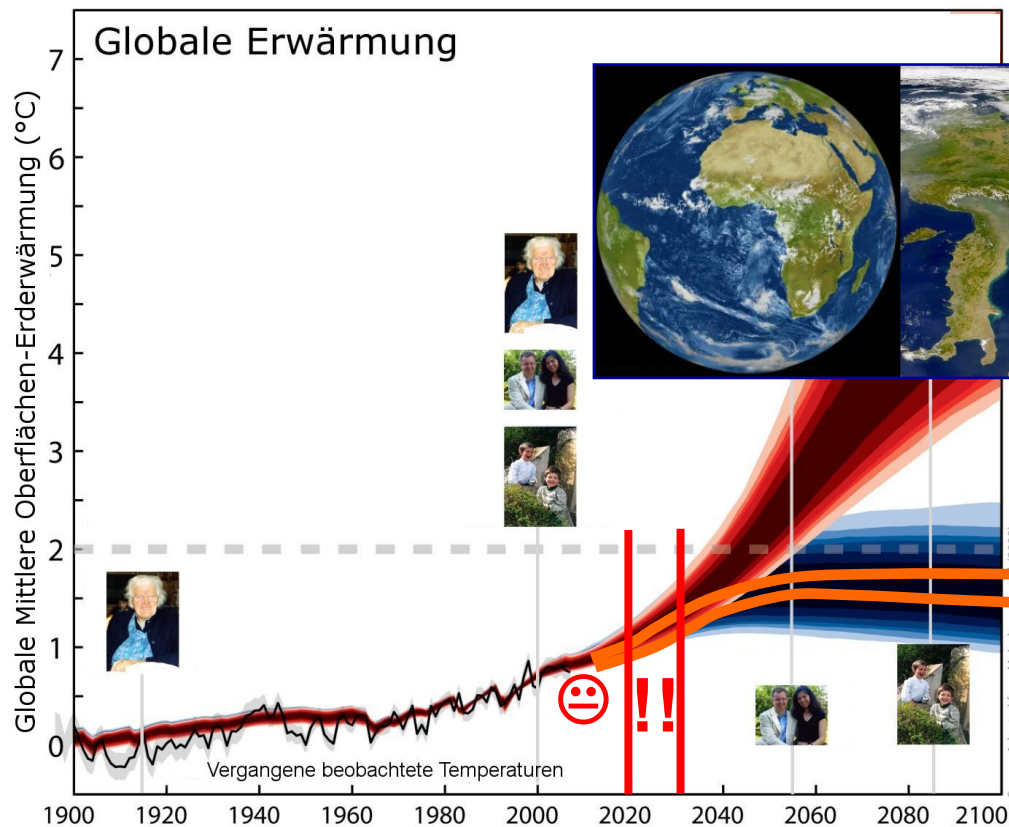 Globale Erwärmung
Globale Mittlere Oberflächen-Erderwärmung (°C)
7
6
5
4
3
2
1
0
!!
Vergangene beobachtete Temperaturen
1900 1920 1940 1960 1980 2000 2020 2040 2060 2080 2100